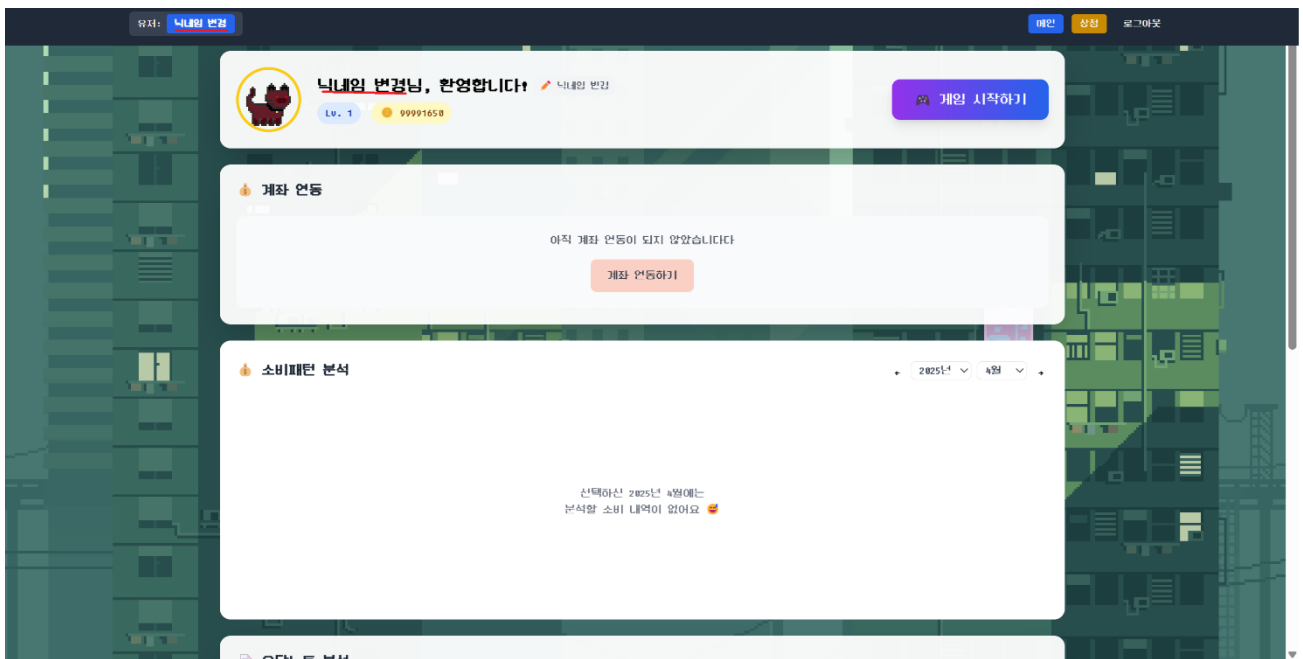 유저: 닉네임 변경
메인 상점 로그아웃
닉네임 변경님, 환영합니다! 닉네임 변경
Lv. 1 99991650
게임 시작하기
계좌 연동
아직 계좌 연동이 되지 않았습니다다
계좌 연동하기
소비패턴 분석
2025년 4월
선택하신 2025년 4월에는
분석할 소비 내역이 없어요